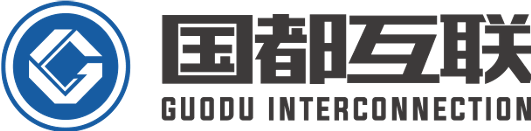 国都互联
GUODU INTERCONNECTION